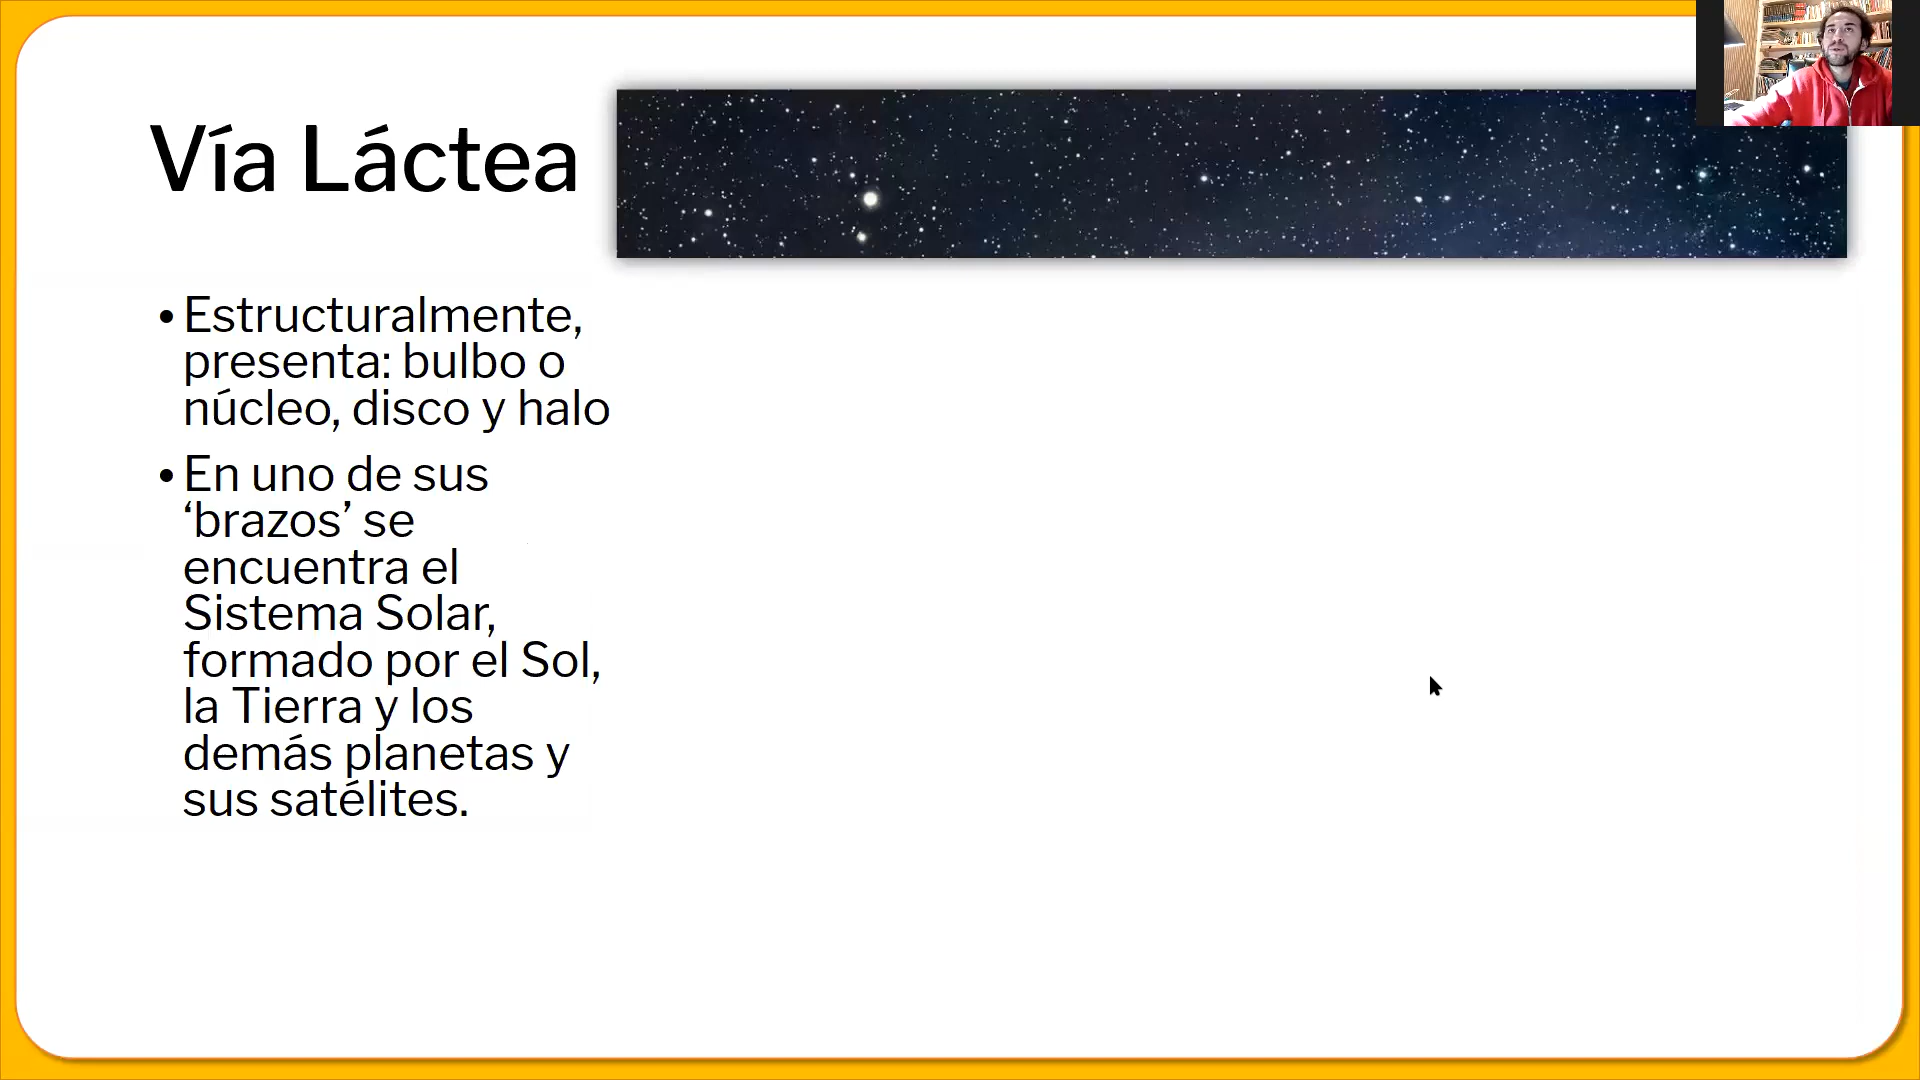 Vía Láctea
• Estructuralmente,
presenta: bulbo o
núcleo, disco y halo
• En uno de sus
‘brazos’ se
encuentra el
Sistema Solar,
formado por el Sol,
la Tierra y los
demás planetas y
sus satélites.